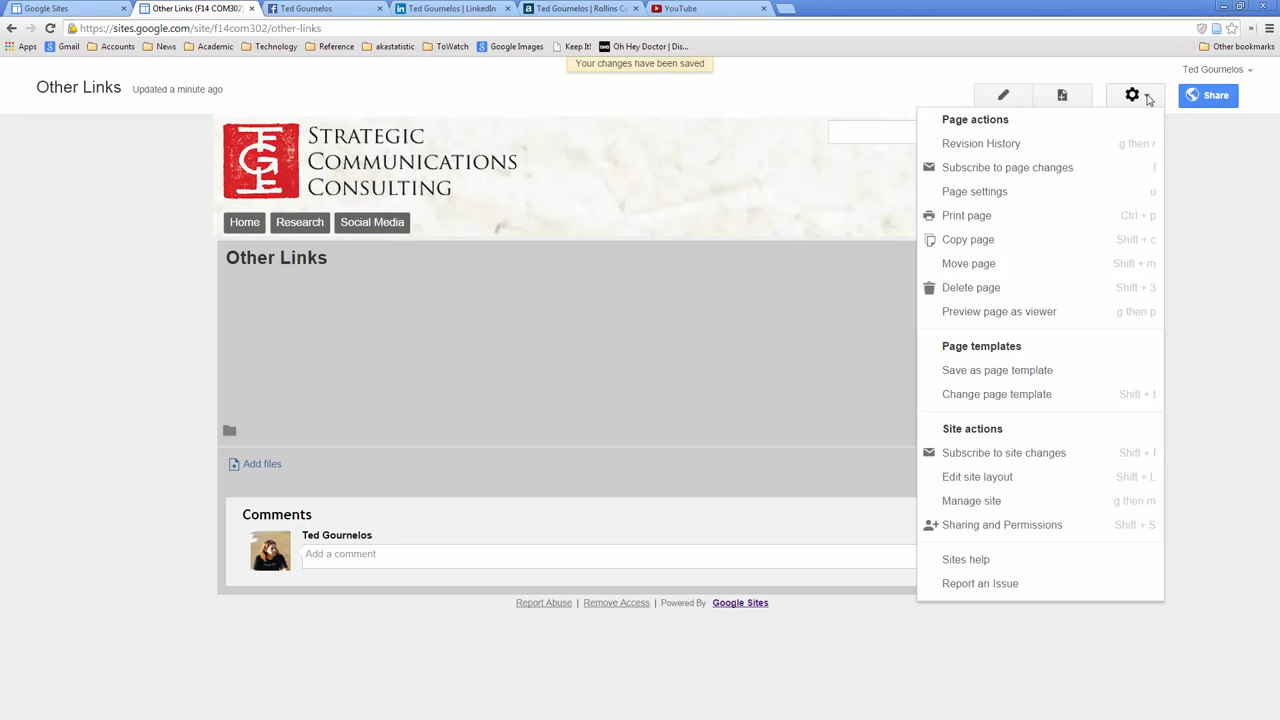 Google Sites
Other Links (F14 COM302)
Ted Gournelos
Ted Gournelos | LinkedIn
Ted Gournelos | Rollins C
YouTube
https://sites.google.com/site/f14com302/other-links
Apps
Gmail
Accounts
News
Academic
Technology
Reference
akastatistic
ToWatch
Google Images
Keep It!
Oh Hey Doctor | Dis...
Other bookmarks
Your changes have been saved
Ted Gournelos
Other Links Updated a minute ago
Share
TGE
STRATEGIC
COMMUNICATIONS
CONSULTING
Home
Research
Social Media
Other Links
Add files
Comments
Ted Gournelos
Add a comment
Report Abuse | Remove Access | Powered By Google Sites
Page actions
Revision History g then r
Subscribe to page changes f
Page settings u
Print page Ctrl + p
Copy page Shift + c
Move page Shift + m
Delete page Shift + 3
Preview page as viewer g then p
Page templates
Save as page template
Change page template Shift + t
Site actions
Subscribe to site changes Shift + f
Edit site layout Shift + L
Manage site g then m
Sharing and Permissions Shift + S
Sites help
Report an Issue